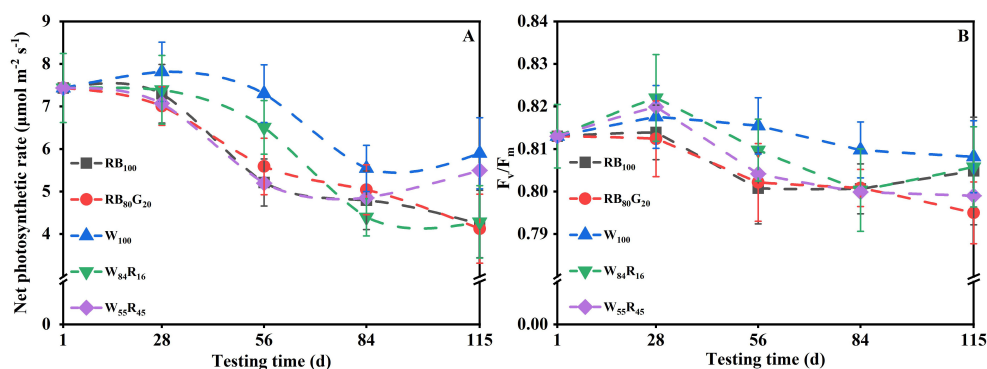 A
Net photosynthetic rate (μmol m⁻² s⁻¹)
9
8
7
6
5
4
0
RB₁₀₀
RB₈₀G₂₀
W₁₀₀
W₈₄R₁₆
W₅₅R₄₅
1 28 56 84 115
Testing time (d)
B
Fᵥ/Fₘ
0.84
0.83
0.82
0.81
0.80
0.79
0.00
RB₁₀₀
RB₈₀G₂₀
W₁₀₀
W₈₄R₁₆
W₅₅R₄₅
1 28 56 84 115
Testing time (d)